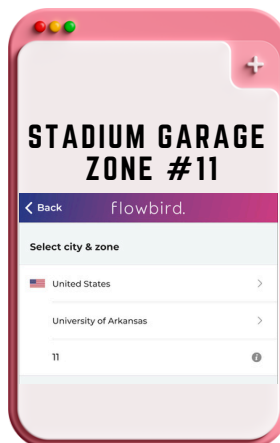 STADIUM GARAGE
ZONE #11
Back flowbird.
Select city & zone
United States
University of Arkansas
11